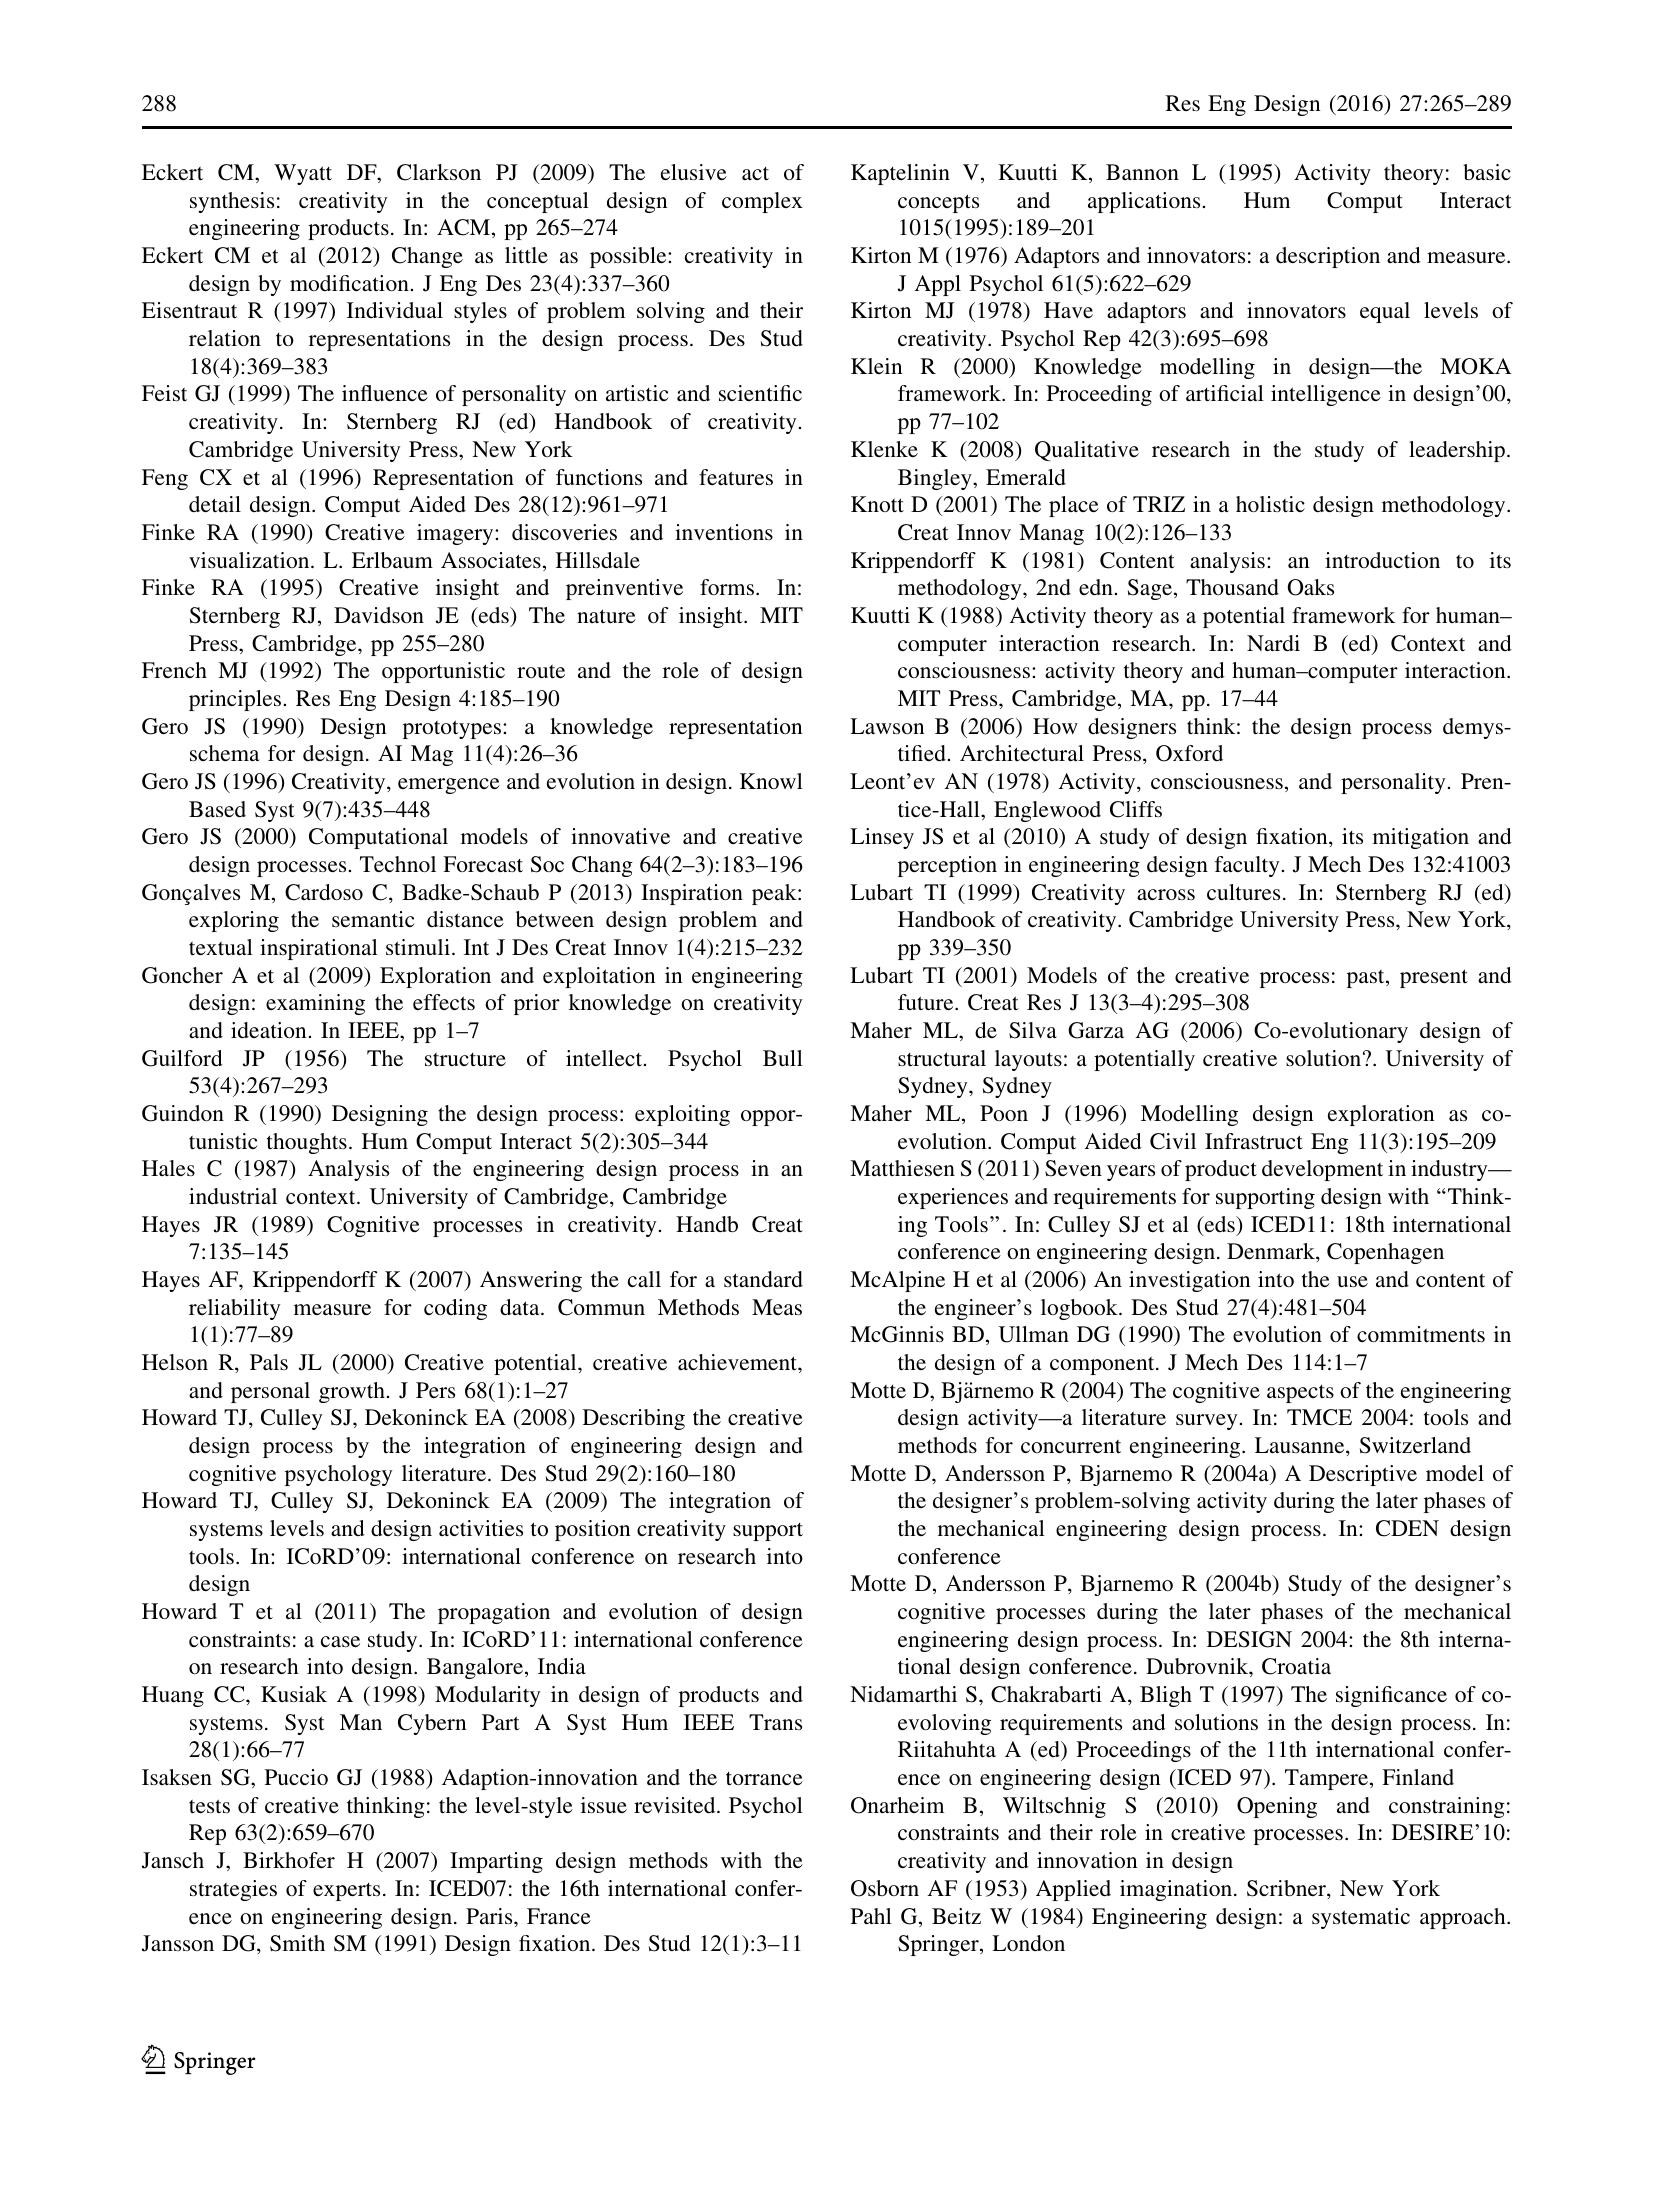 288
Res Eng Design (2016) 27:265–289
Eckert CM, Wyatt DF, Clarkson PJ (2009) The elusive act of
synthesis: creativity in the conceptual design of complex
engineering products. In: ACM, pp 265–274
Eckert CM et al (2012) Change as little as possible: creativity in
design by modification. J Eng Des 23(4):337–360
Eisentraut R (1997) Individual styles of problem solving and their
relation to representations in the design process. Des Stud
18(4):369–383
Feist GJ (1999) The influence of personality on artistic and scientific
creativity. In: Sternberg RJ (ed) Handbook of creativity.
Cambridge University Press, New York
Feng CX et al (1996) Representation of functions and features in
detail design. Comput Aided Des 28(12):961–971
Finke RA (1990) Creative imagery: discoveries and inventions in
visualization. L. Erlbaum Associates, Hillsdale
Finke RA (1995) Creative insight and preinventive forms. In:
Sternberg RJ, Davidson JE (eds) The nature of insight. MIT
Press, Cambridge, pp 255–280
French MJ (1992) The opportunistic route and the role of design
principles. Res Eng Design 4:185–190
Gero JS (1990) Design prototypes: a knowledge representation
schema for design. AI Mag 11(4):26–36
Gero JS (1996) Creativity, emergence and evolution in design. Knowl
Based Syst 9(7):435–448
Gero JS (2000) Computational models of innovative and creative
design processes. Technol Forecast Soc Chang 64(2–3):183–196
Gonçalves M, Cardoso C, Badke-Schaub P (2013) Inspiration peak:
exploring the semantic distance between design problem and
textual inspirational stimuli. Int J Des Creat Innov 1(4):215–232
Goncher A et al (2009) Exploration and exploitation in engineering
design: examining the effects of prior knowledge on creativity
and ideation. In IEEE, pp 1–7
Guilford JP (1956) The structure of intellect. Psychol Bull
53(4):267–293
Guindon R (1990) Designing the design process: exploiting oppor-
tunistic thoughts. Hum Comput Interact 5(2):305–344
Hales C (1987) Analysis of the engineering design process in an
industrial context. University of Cambridge, Cambridge
Hayes JR (1989) Cognitive processes in creativity. Handb Creat
7:135–145
Hayes AF, Krippendorff K (2007) Answering the call for a standard
reliability measure for coding data. Commun Methods Meas
1(1):77–89
Helson R, Pals JL (2000) Creative potential, creative achievement,
and personal growth. J Pers 68(1):1–27
Howard TJ, Culley SJ, Dekoninck EA (2008) Describing the creative
design process by the integration of engineering design and
cognitive psychology literature. Des Stud 29(2):160–180
Howard TJ, Culley SJ, Dekoninck EA (2009) The integration of
systems levels and design activities to position creativity support
tools. In: ICoRD’09: international conference on research into
design
Howard T et al (2011) The propagation and evolution of design
constraints: a case study. In: ICoRD’11: international conference
on research into design. Bangalore, India
Huang CC, Kusiak A (1998) Modularity in design of products and
systems. Syst Man Cybern Part A Syst Hum IEEE Trans
28(1):66–77
Isaksen SG, Puccio GJ (1988) Adaption-innovation and the torrance
tests of creative thinking: the level-style issue revisited. Psychol
Rep 63(2):659–670
Jansch J, Birkhofer H (2007) Imparting design methods with the
strategies of experts. In: ICED07: the 16th international confer-
ence on engineering design. Paris, France
Jansson DG, Smith SM (1991) Design fixation. Des Stud 12(1):3–11
Kaptelinin V, Kuutti K, Bannon L (1995) Activity theory: basic
concepts and applications. Hum Comput Interact
1015(1995):189–201
Kirton M (1976) Adaptors and innovators: a description and measure.
J Appl Psychol 61(5):622–629
Kirton MJ (1978) Have adaptors and innovators equal levels of
creativity. Psychol Rep 42(3):695–698
Klein R (2000) Knowledge modelling in design—the MOKA
framework. In: Proceeding of artificial intelligence in design’00,
pp 77–102
Klenke K (2008) Qualitative research in the study of leadership.
Bingley, Emerald
Knott D (2001) The place of TRIZ in a holistic design methodology.
Creat Innov Manag 10(2):126–133
Krippendorff K (1981) Content analysis: an introduction to its
methodology, 2nd edn. Sage, Thousand Oaks
Kuutti K (1988) Activity theory as a potential framework for human–
computer interaction research. In: Nardi B (ed) Context and
consciousness: activity theory and human–computer interaction.
MIT Press, Cambridge, MA, pp. 17–44
Lawson B (2006) How designers think: the design process demys-
tified. Architectural Press, Oxford
Leont’ev AN (1978) Activity, consciousness, and personality. Pren-
tice-Hall, Englewood Cliffs
Linsey JS et al (2010) A study of design fixation, its mitigation and
perception in engineering design faculty. J Mech Des 132:41003
Lubart TI (1999) Creativity across cultures. In: Sternberg RJ (ed)
Handbook of creativity. Cambridge University Press, New York,
pp 339–350
Lubart TI (2001) Models of the creative process: past, present and
future. Creat Res J 13(3–4):295–308
Maher ML, de Silva Garza AG (2006) Co-evolutionary design of
structural layouts: a potentially creative solution?. University of
Sydney, Sydney
Maher ML, Poon J (1996) Modelling design exploration as co-
evolution. Comput Aided Civil Infrastruct Eng 11(3):195–209
Matthiesen S (2011) Seven years of product development in industry—
experiences and requirements for supporting design with “Think-
ing Tools”. In: Culley SJ et al (eds) ICED11: 18th international
conference on engineering design. Denmark, Copenhagen
McAlpine H et al (2006) An investigation into the use and content of
the engineer’s logbook. Des Stud 27(4):481–504
McGinnis BD, Ullman DG (1990) The evolution of commitments in
the design of a component. J Mech Des 114:1–7
Motte D, Bjärnemo R (2004) The cognitive aspects of the engineering
design activity—a literature survey. In: TMCE 2004: tools and
methods for concurrent engineering. Lausanne, Switzerland
Motte D, Andersson P, Bjarnemo R (2004a) A Descriptive model of
the designer’s problem-solving activity during the later phases of
the mechanical engineering design process. In: CDEN design
conference
Motte D, Andersson P, Bjarnemo R (2004b) Study of the designer’s
cognitive processes during the later phases of the mechanical
engineering design process. In: DESIGN 2004: the 8th interna-
tional design conference. Dubrovnik, Croatia
Nidamarthi S, Chakrabarti A, Bligh T (1997) The significance of co-
evoloving requirements and solutions in the design process. In:
Riitahuhta A (ed) Proceedings of the 11th international confer-
ence on engineering design (ICED 97). Tampere, Finland
Onarheim B, Wiltschnig S (2010) Opening and constraining:
constraints and their role in creative processes. In: DESIRE’10:
creativity and innovation in design
Osborn AF (1953) Applied imagination. Scribner, New York
Pahl G, Beitz W (1984) Engineering design: a systematic approach.
Springer, London
Springer